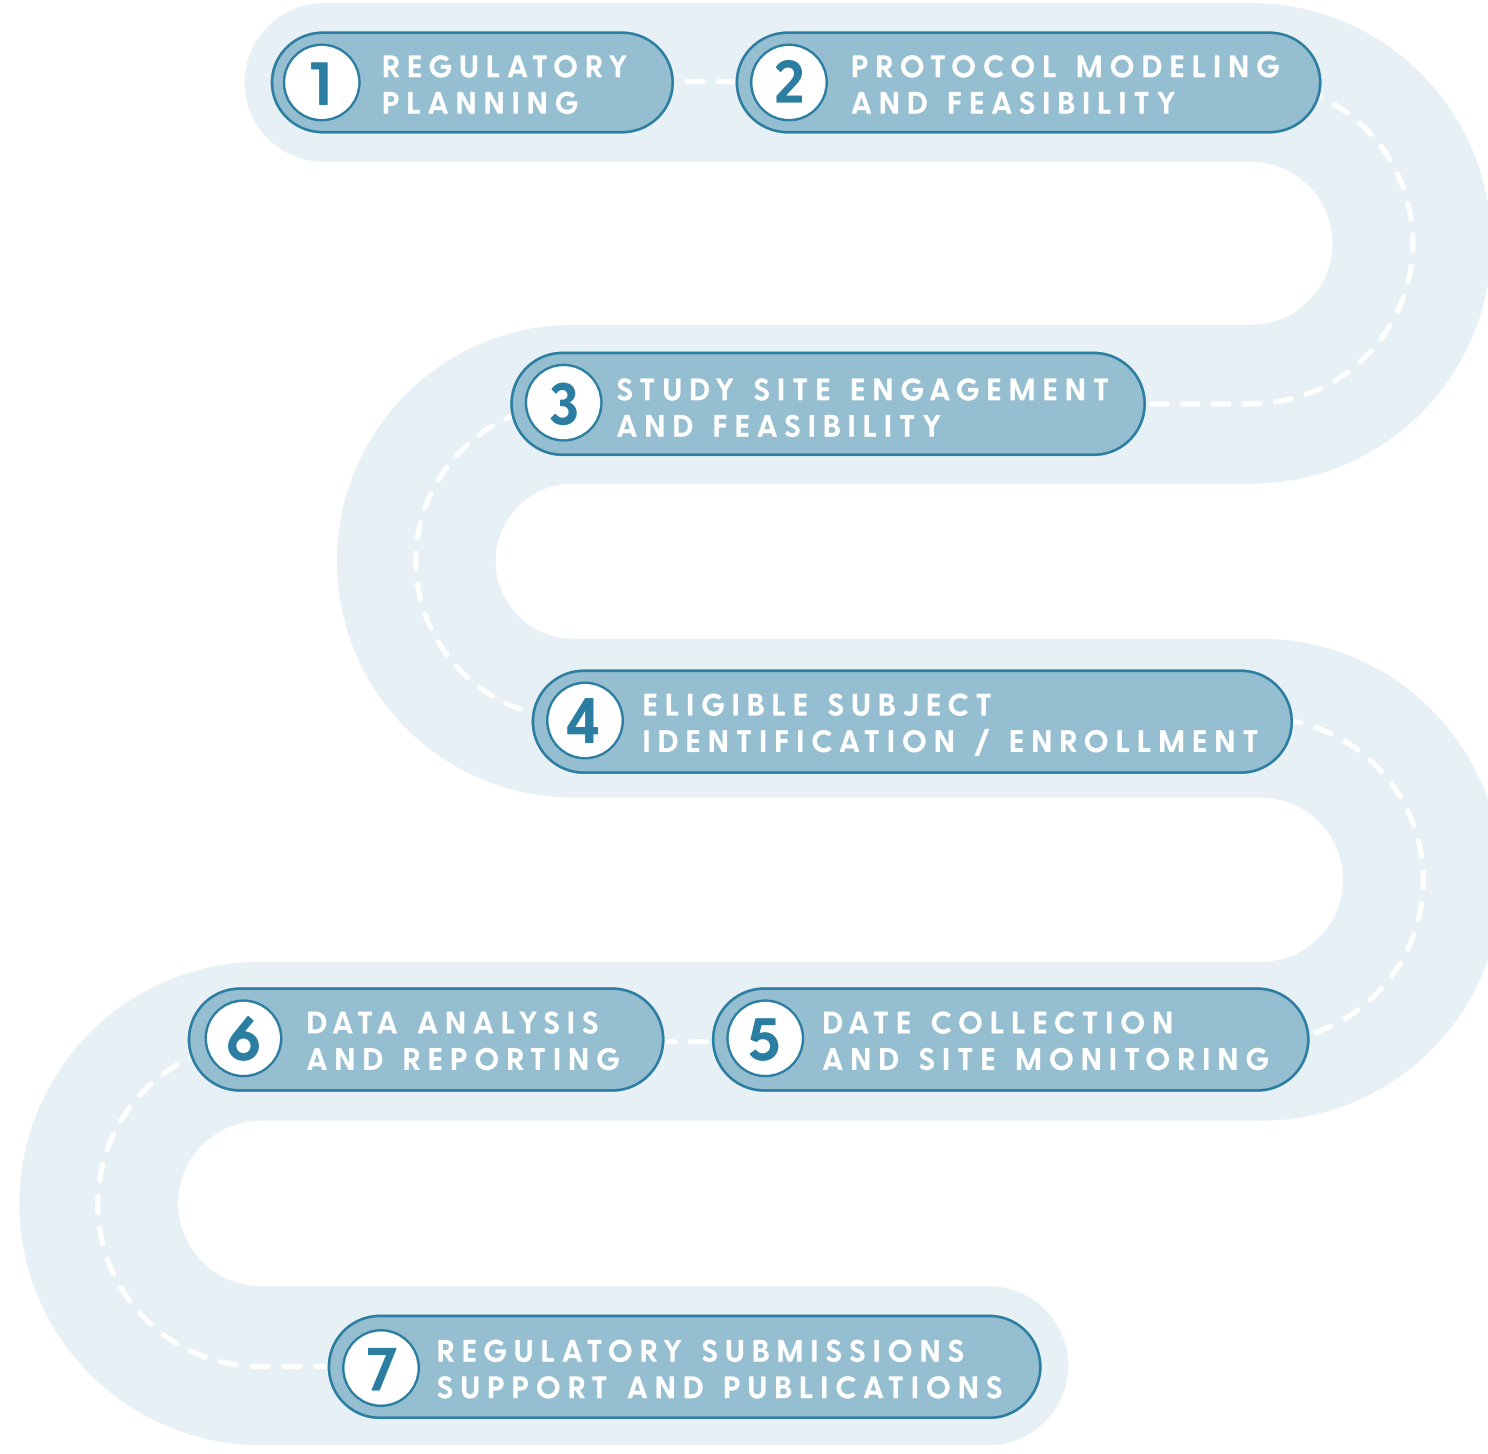 1
REGULATORY
PLANNING
2
PROTOCOL MODELING
AND FEASIBILITY
3
STUDY SITE ENGAGEMENT
AND FEASIBILITY
4
ELIGIBLE SUBJECT
IDENTIFICATION / ENROLLMENT
5
DATE COLLECTION
AND SITE MONITORING
6
DATA ANALYSIS
AND REPORTING
7
REGULATORY SUBMISSIONS
SUPPORT AND PUBLICATIONS